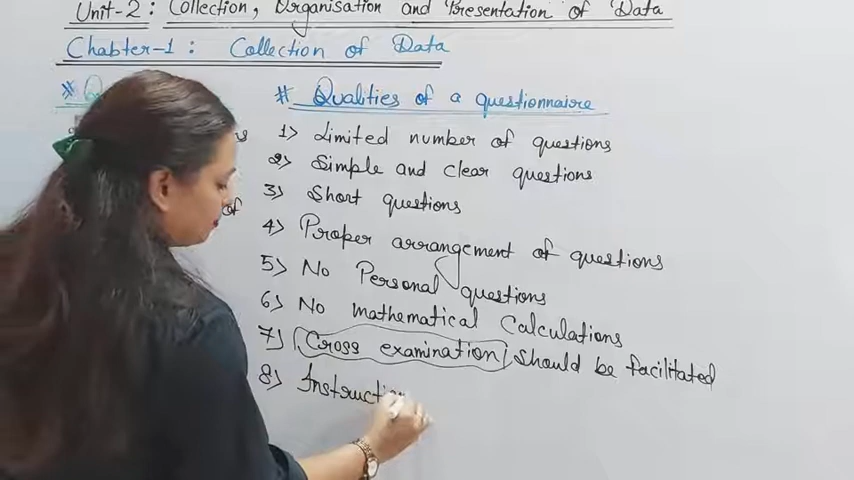 Unit-2: Collection, Organisation and Presentation of Data
Chapter-1: Collection of Data
# Qualities of a questionnaire
1) Limited number of questions
2) Simple and clear questions
3) Short questions
of
4) Proper arrangement of questions
5) No Personal questions
6) No mathematical Calculations
7) Cross examination should be facilitated
8) Instruction